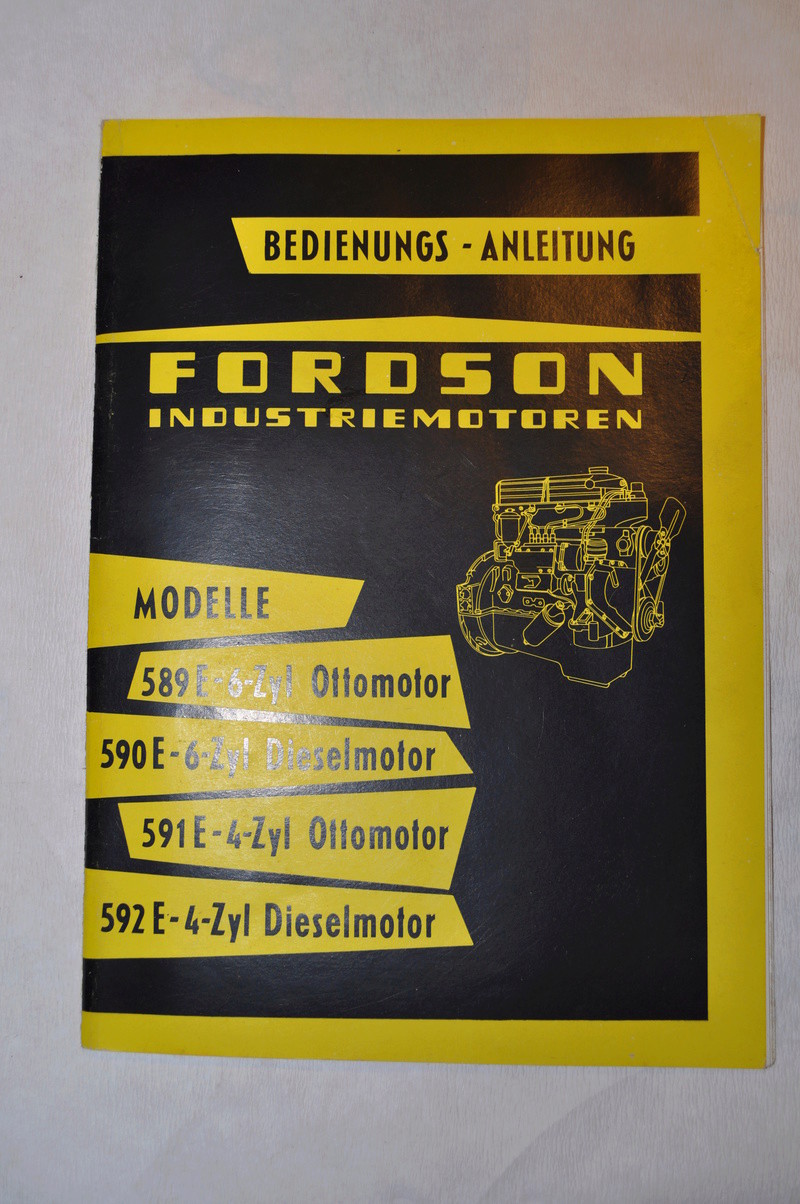 BEDIENUNGS - ANLEITUNG
FORDSON
INDUSTRIEMOTOREN
MODELLE
589 E - 6-Zyl Ottomotor
590 E - 6-Zyl Dieselmotor
591 E - 4-Zyl Ottomotor
592 E - 4-Zyl Dieselmotor